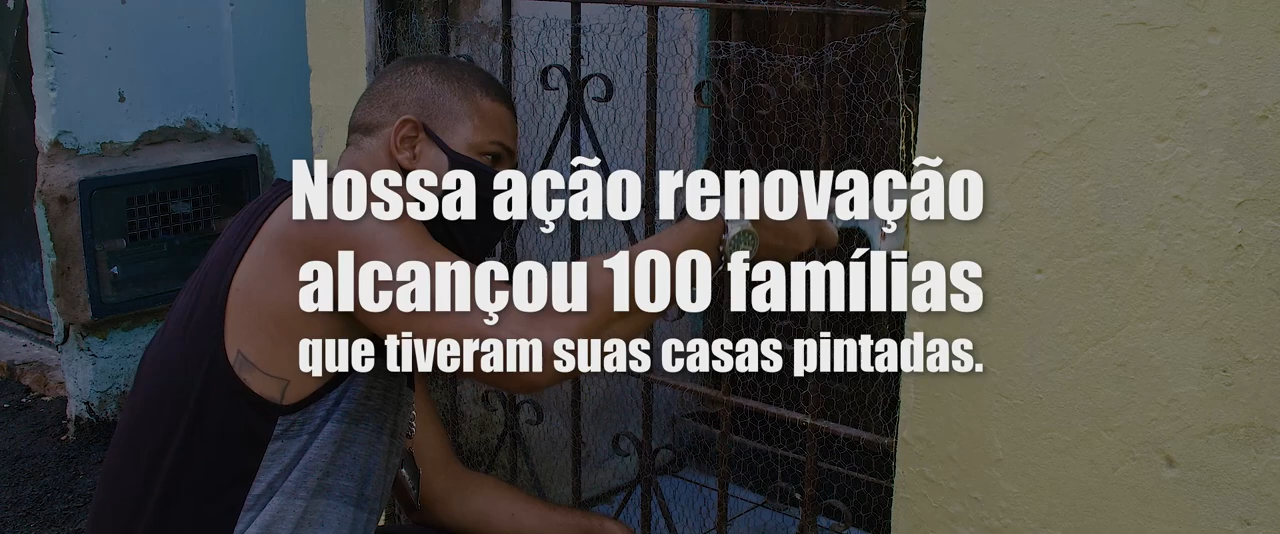 Nossa ação renovação
alcançou 100 famílias
que tiveram suas casas pintadas.